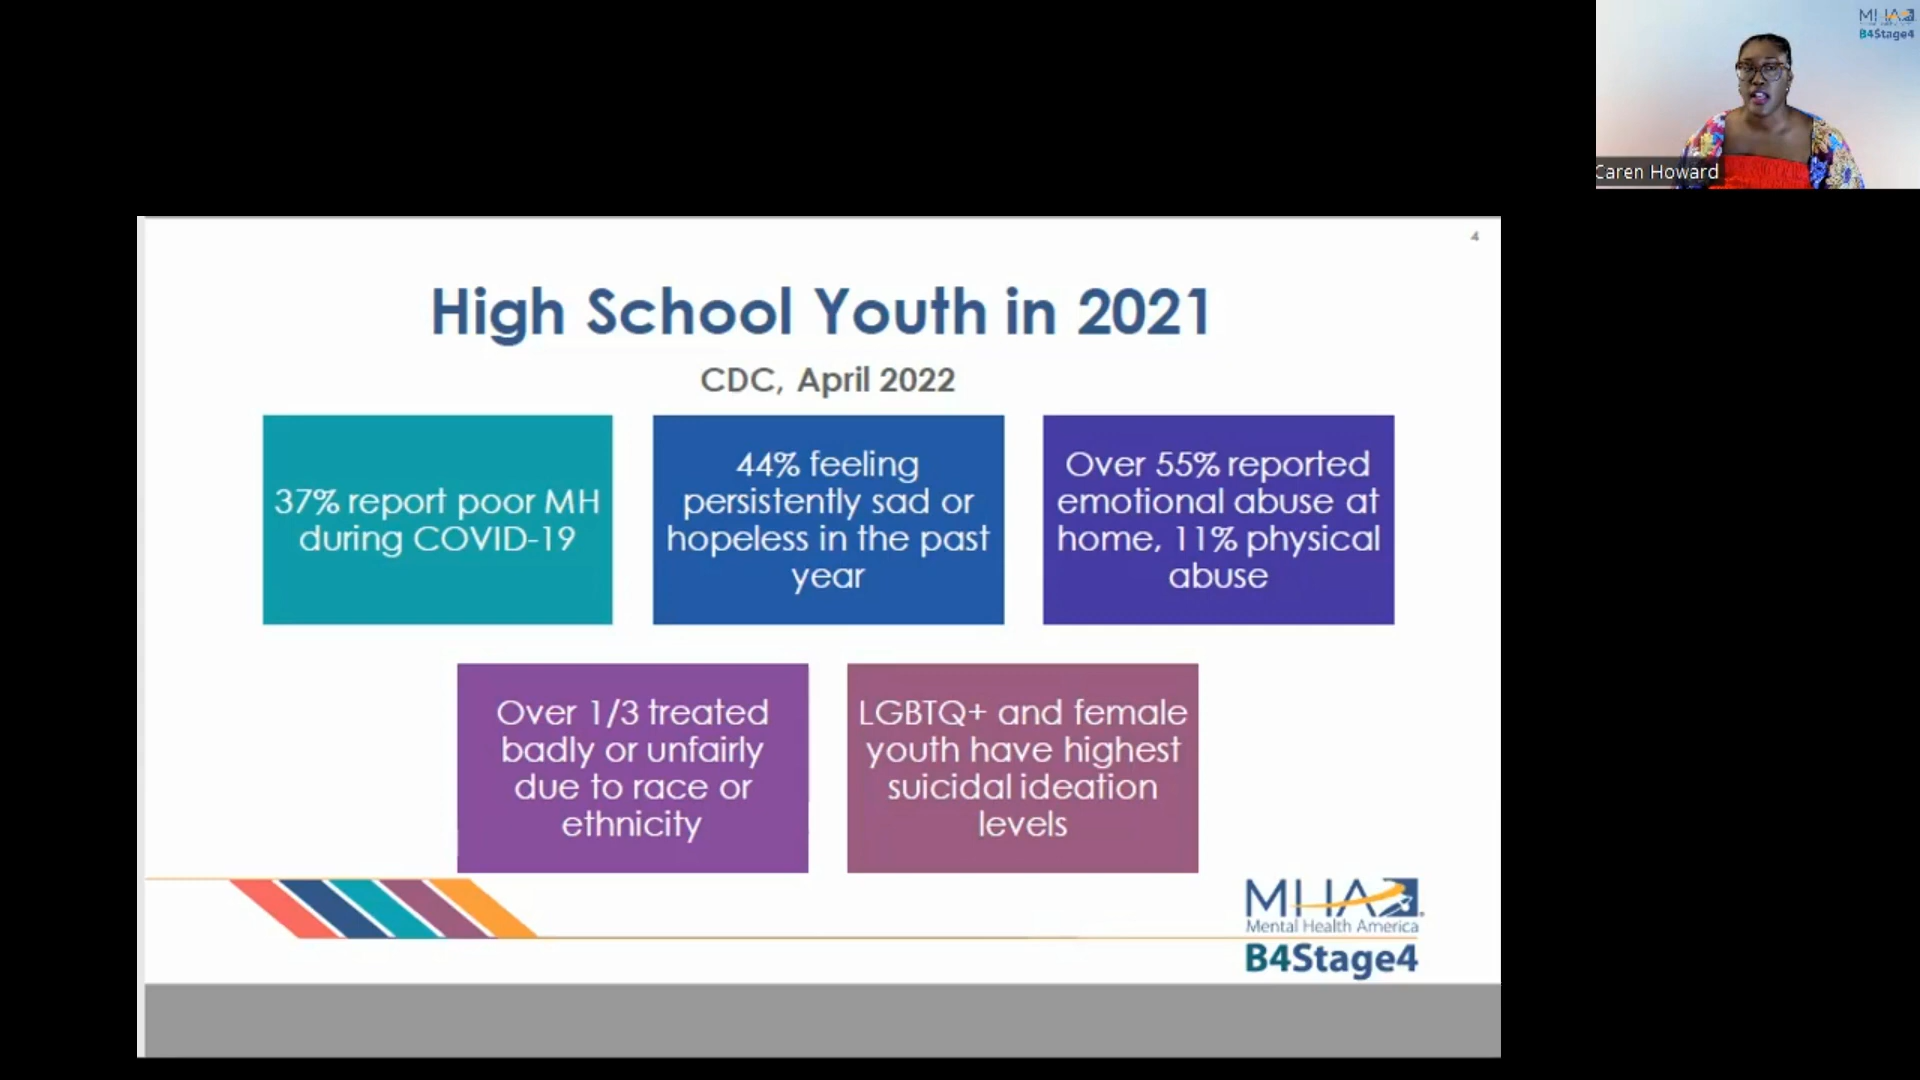 MHA
B4Stage4
Caren Howard
4
High School Youth in 2021
CDC, April 2022
37% report poor MH
during COVID-19
44% feeling
persistently sad or
hopeless in the past
year
Over 55% reported
emotional abuse at
home, 11% physical
abuse
Over 1/3 treated
badly or unfairly
due to race or
ethnicity
LGBTQ+ and female
youth have highest
suicidal ideation
levels
MHA
Mental Health America
B4Stage4